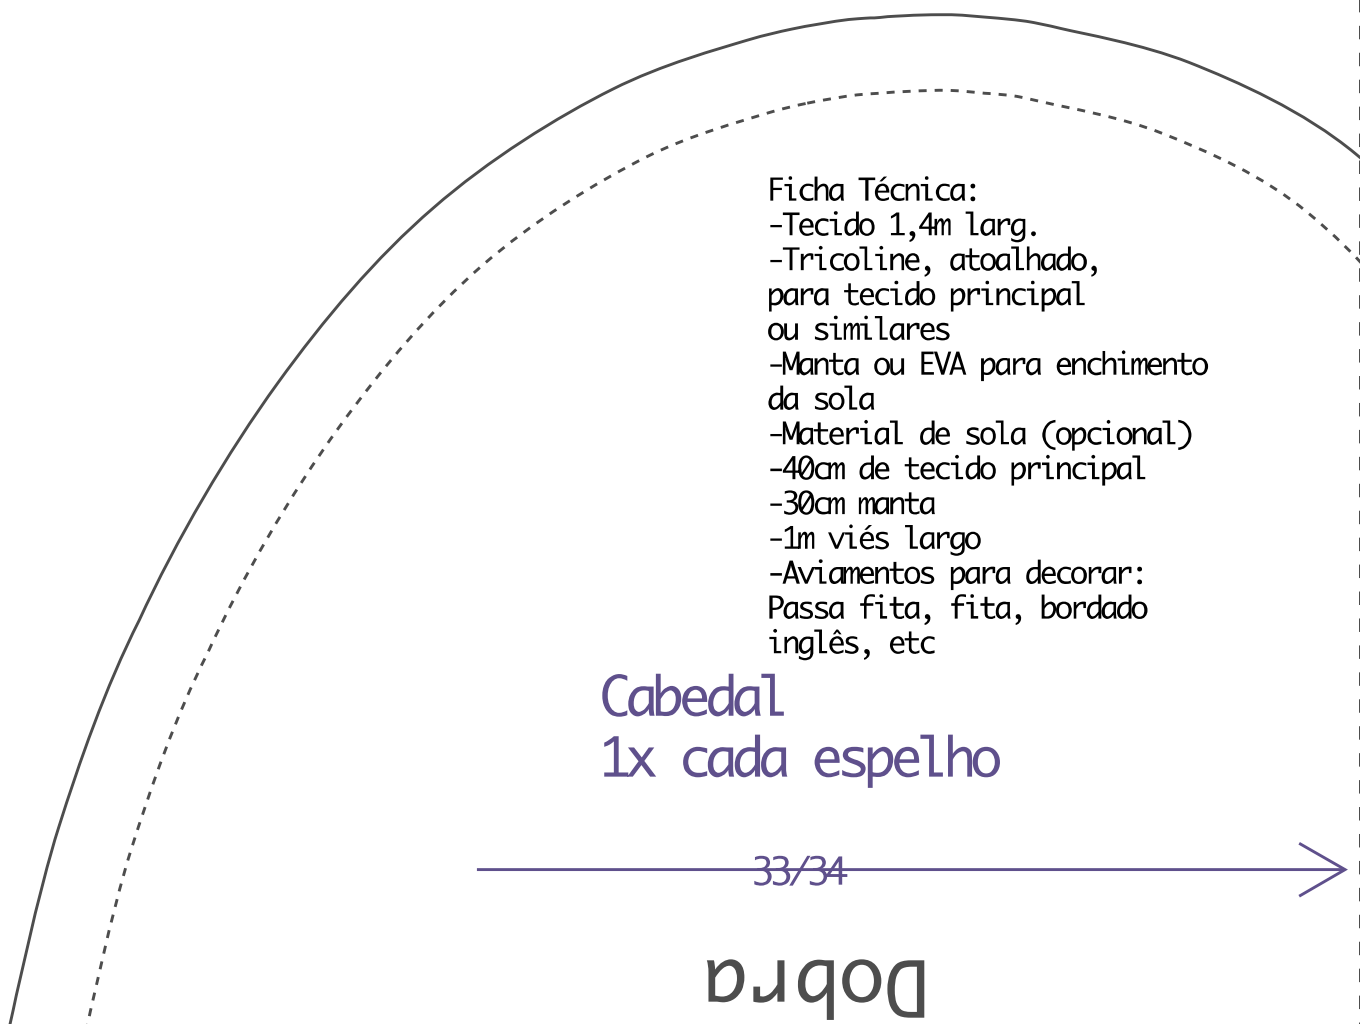 Ficha Técnica:
-Tecido 1,4m larg.
-Tricoline, atoalhado,
para tecido principal
ou similares
-Manta ou EVA para enchimento
da sola
-Material de sola (opcional)
-40cm de tecido principal
-30cm manta
-1m viés largo
-Aviamentos para decorar:
Passa fita, fita, bordado
inglês, etc
Cabedal
1x cada espelho
33/34
Dobra